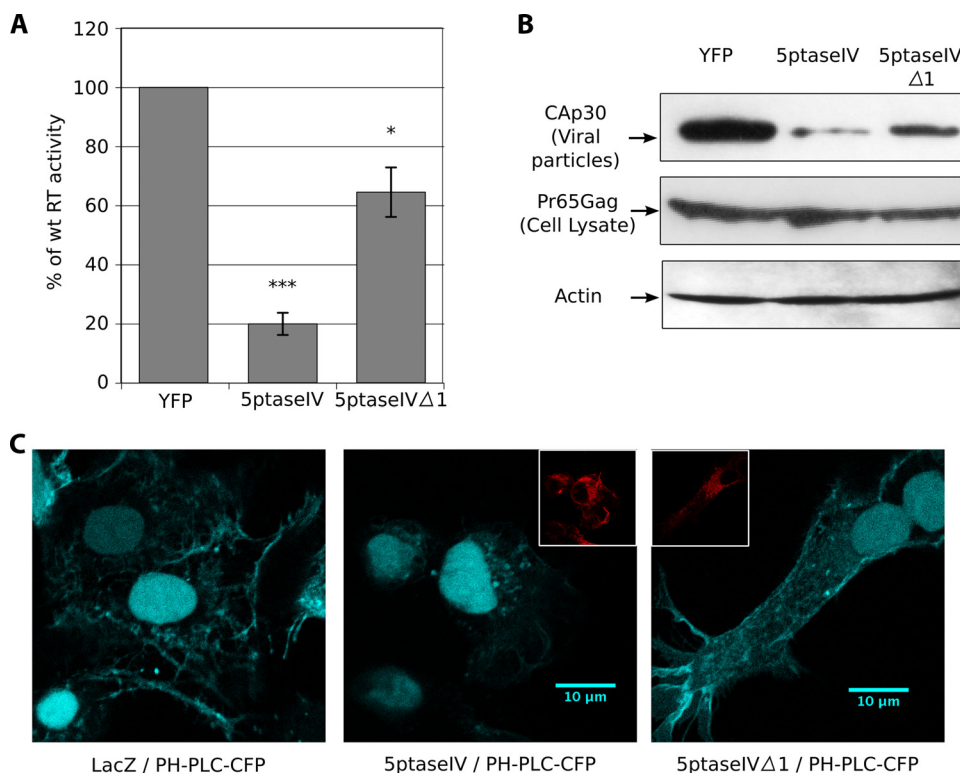 A
120
100
80
60
40
20
0
% of wt RT activity
***
*
YFP
5ptaseIV
5ptaseIV△1
B
YFP
5ptaseIV
5ptaseIV
△1
CAp30
(Viral
particles)
Pr65Gag
(Cell Lysate)
Actin
C
10 μm
10 μm
LacZ / PH-PLC-CFP
5ptaseIV / PH-PLC-CFP
5ptaseIV△1 / PH-PLC-CFP